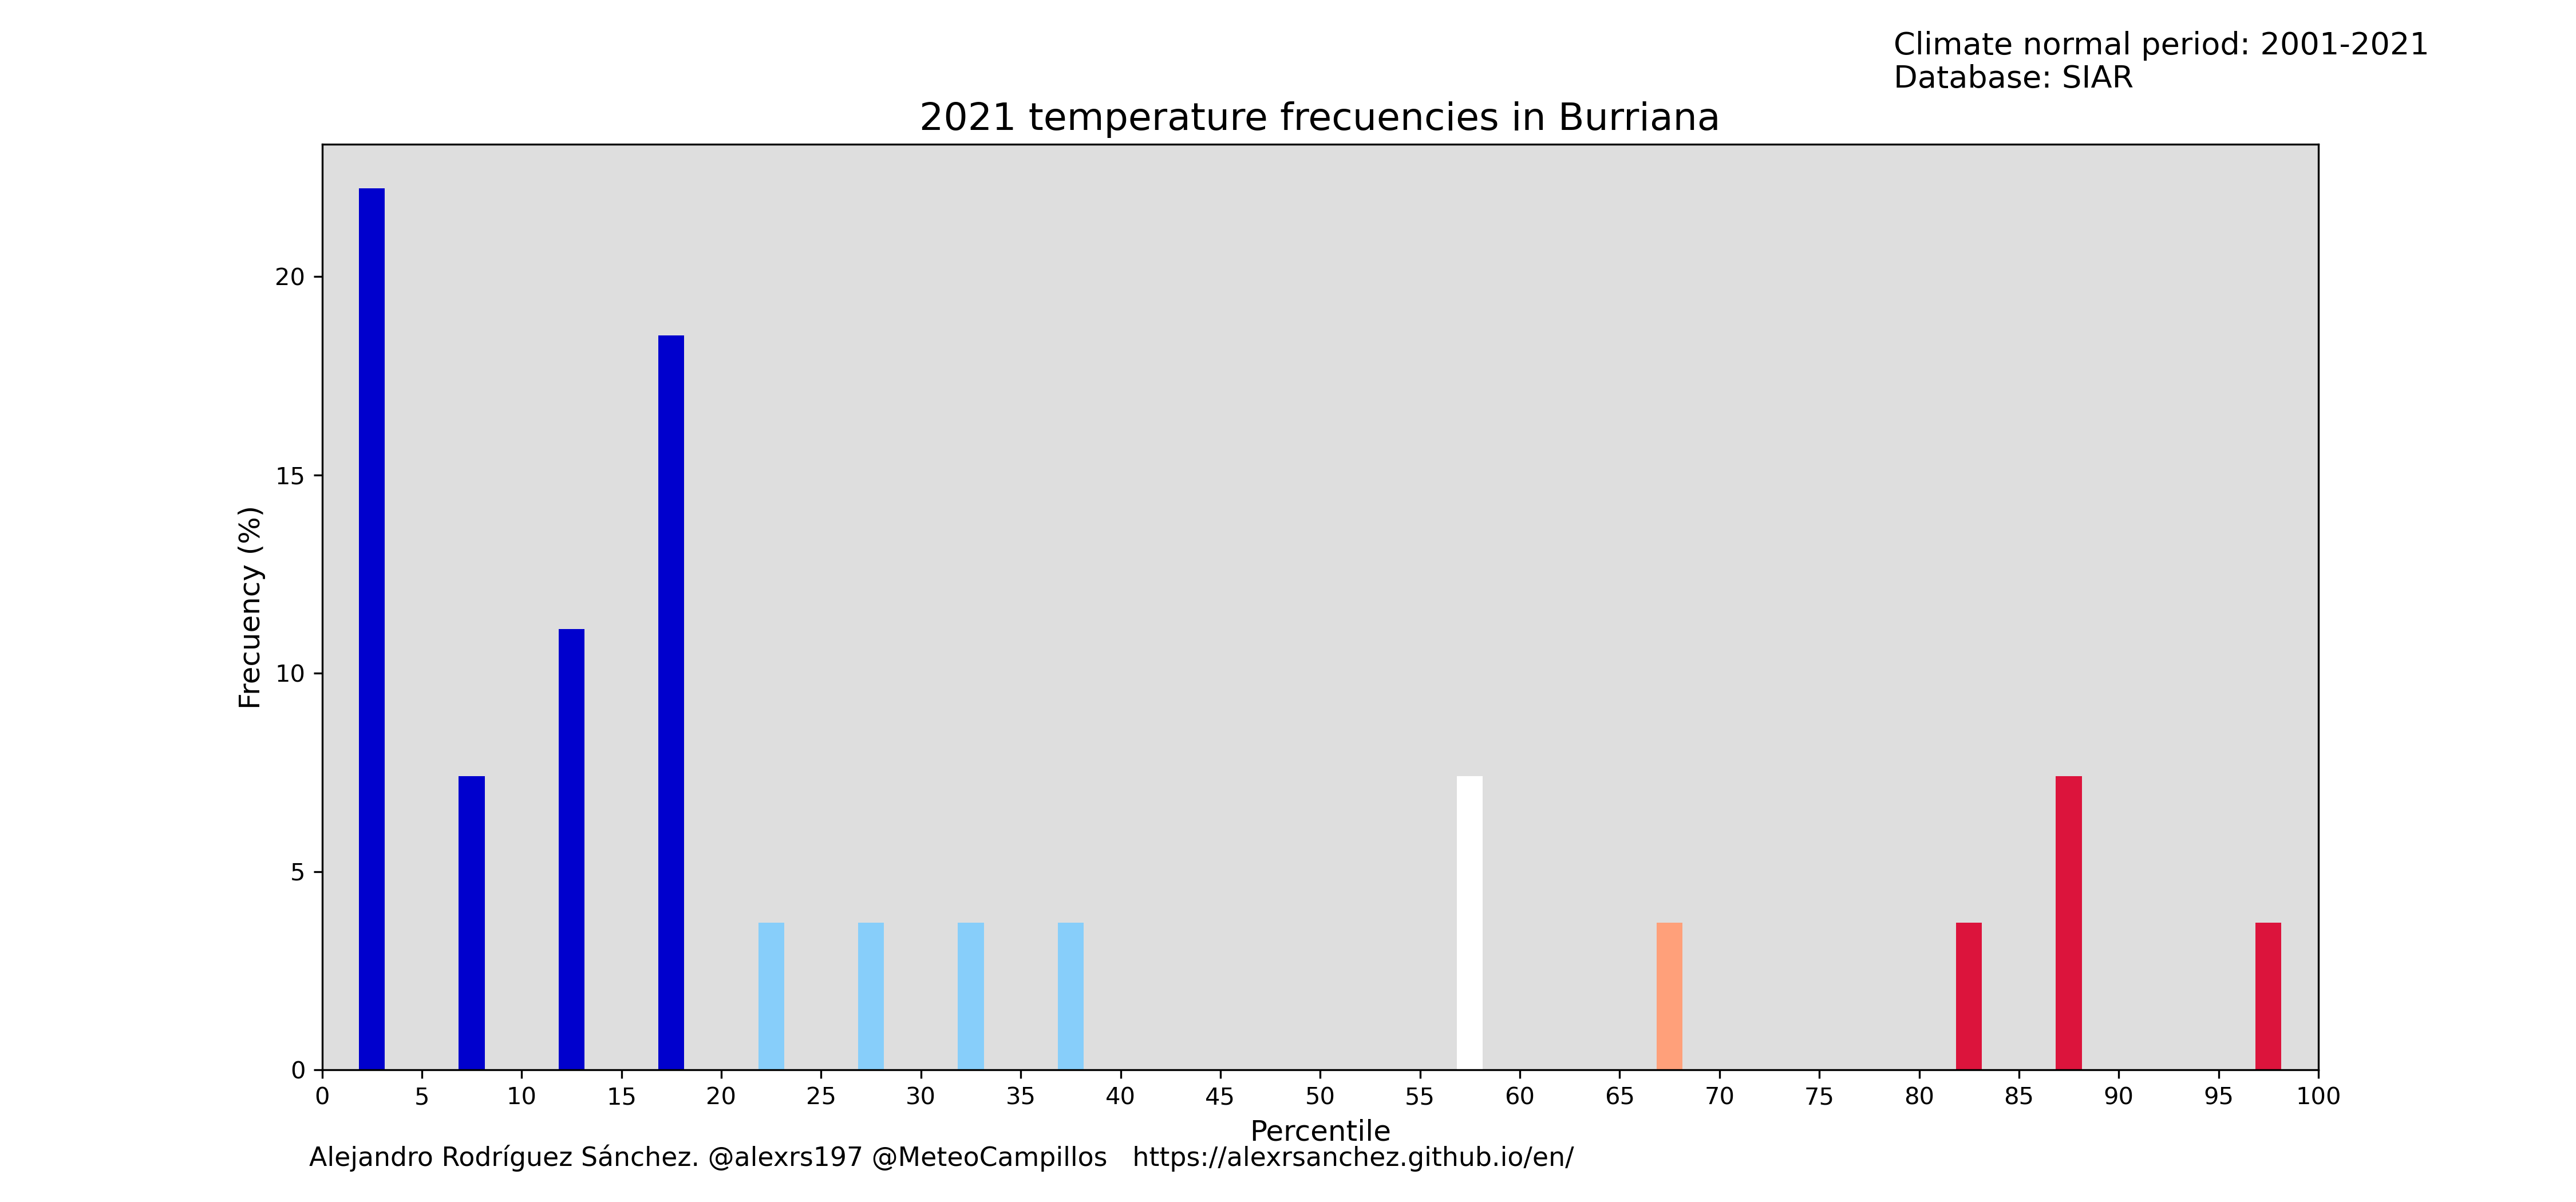 Climate normal period: 2001-2021
Database: SIAR
2021 temperature frecuencies in Burriana
Frecuency (%)
20
15
10
5
0
0 5 10 15 20 25 30 35 40 45 50 55 60 65 70 75 80 85 90 95 100
Percentile
Alejandro Rodríguez Sánchez. @alexrs197 @MeteoCampillos https://alexrsanchez.github.io/en/